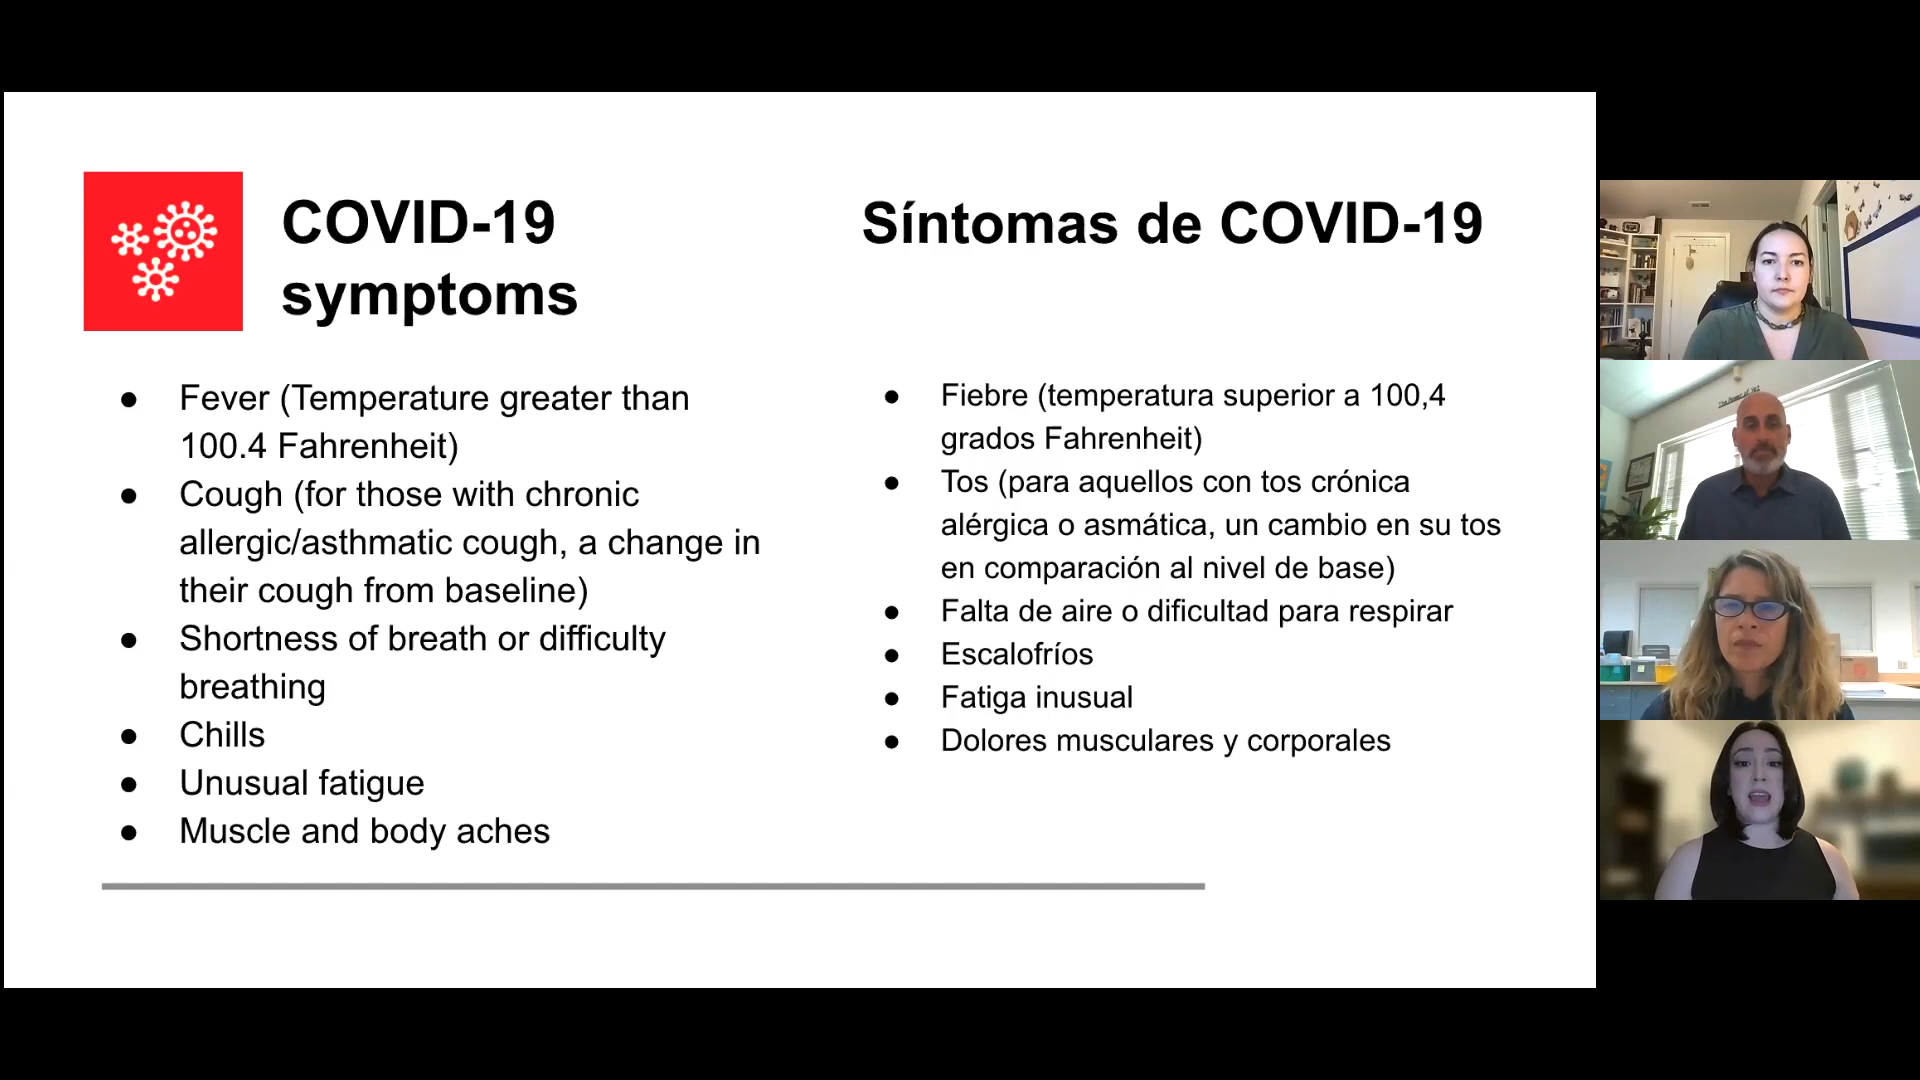 COVID-19
symptoms
● Fever (Temperature greater than
100.4 Fahrenheit)
● Cough (for those with chronic
allergic/asthmatic cough, a change in
their cough from baseline)
● Shortness of breath or difficulty
breathing
● Chills
● Unusual fatigue
● Muscle and body aches
Síntomas de COVID-19
● Fiebre (temperatura superior a 100,4
grados Fahrenheit)
● Tos (para aquellos con tos crónica
alérgica o asmática, un cambio en su tos
en comparación al nivel de base)
● Falta de aire o dificultad para respirar
● Escalofríos
● Fatiga inusual
● Dolores musculares y corporales
The Power of Yet